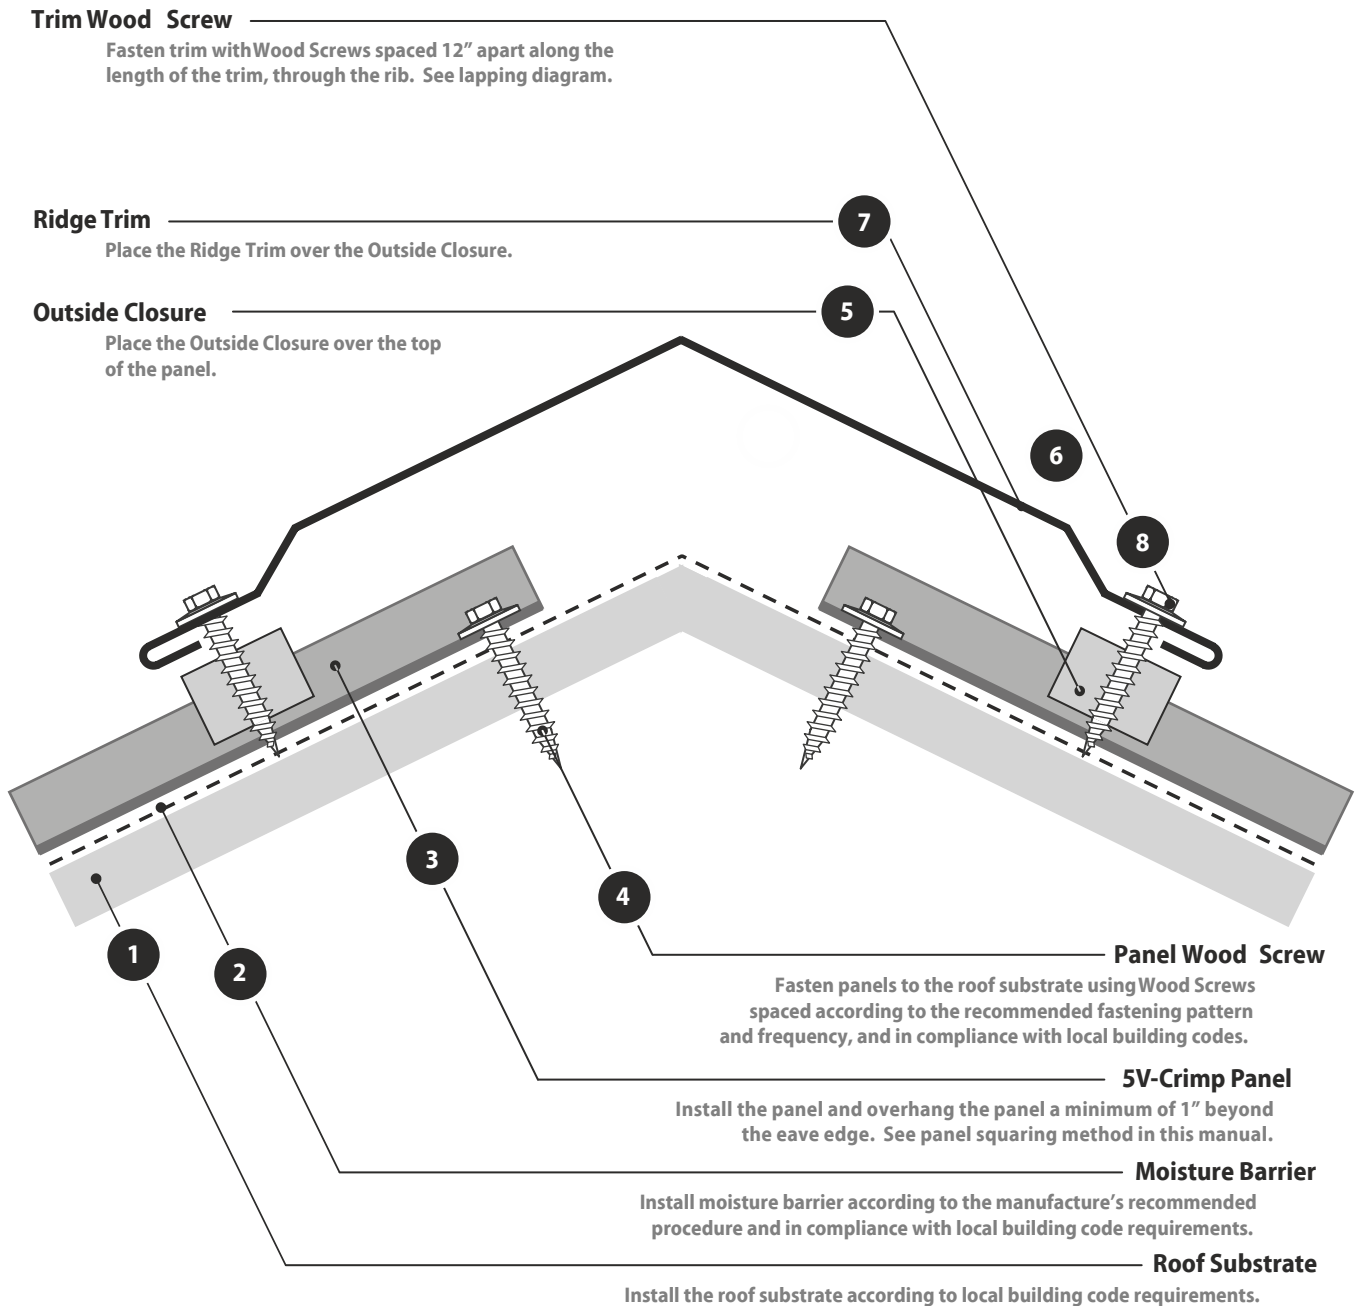 Trim Wood Screw
Fasten trim with Wood Screws spaced 12” apart along the
length of the trim, through the rib. See lapping diagram.
Ridge Trim
7
Place the Ridge Trim over the Outside Closure.
Outside Closure
5
Place the Outside Closure over the top
of the panel.
6
8
3
4
1
2
Panel Wood Screw
Fasten panels to the roof substrate using Wood Screws
spaced according to the recommended fastening pattern
and frequency, and in compliance with local building codes.
5V-Crimp Panel
Install the panel and overhang the panel a minimum of 1” beyond
the eave edge. See panel squaring method in this manual.
Moisture Barrier
Install moisture barrier according to the manufacture’s recommended
procedure and in compliance with local building code requirements.
Roof Substrate
Install the roof substrate according to local building code requirements.